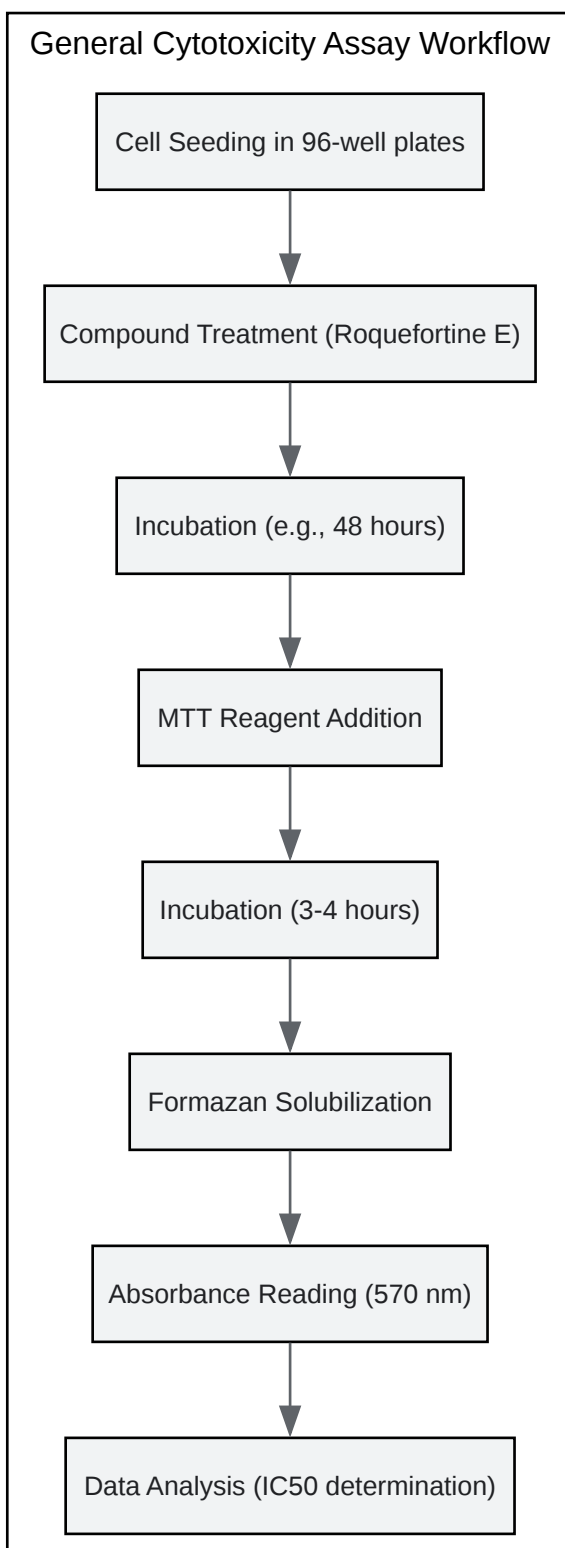 General Cytotoxicity Assay Workflow
Cell Seeding in 96-well plates
Compound Treatment (Roquefortine E)
Incubation (e.g., 48 hours)
MTT Reagent Addition
Incubation (3-4 hours)
Formazan Solubilization
Absorbance Reading (570 nm)
Data Analysis (IC50 determination)